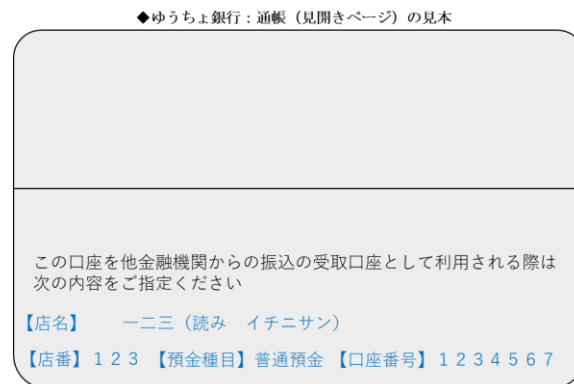 ◆ゆうちょ銀行：通帳（見開きページ）の見本
この口座を他金融機関からの振込の受取口座として利用される際は
次の内容をご指定ください
【店名】　　一二三（読み　イチニサン）
【店番】１２３ 【預金種目】普通預金 【口座番号】１２３４５６７